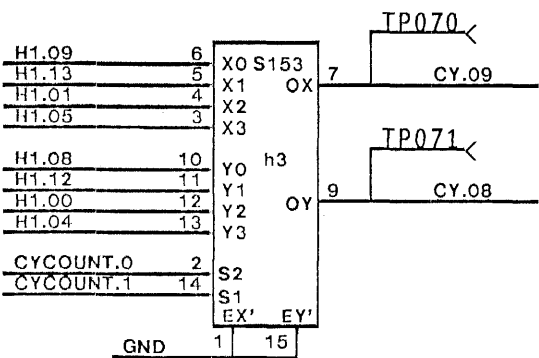 TP070
H1.09 6 X0 S153
H1.13 5 X1 OX 7 CY.09
H1.01 4 X2
H1.05 3 X3
TP071
H1.08 10 Y0 h3
H1.12 11 Y1
H1.00 12 Y2 OY 9 CY.08
H1.04 13 Y3
CYCOUNT.0 2 S2
CYCOUNT.1 14 S1
EX' EY'
GND 1 15